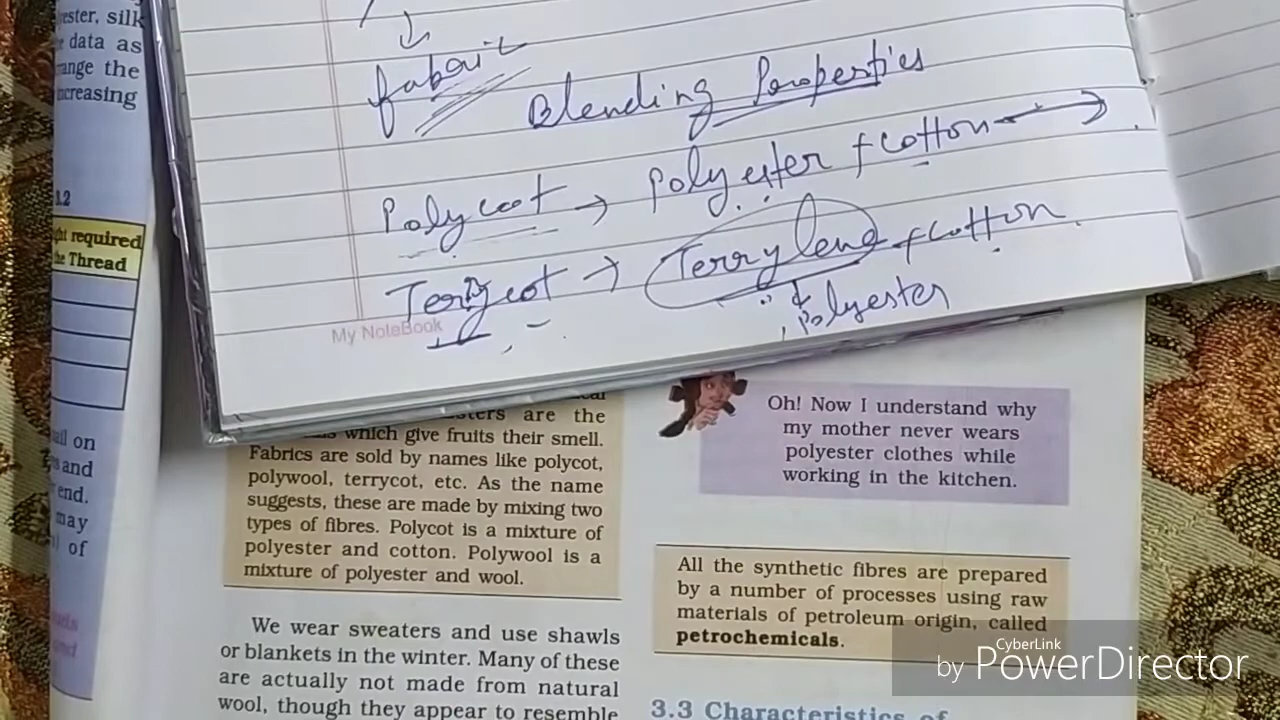 ester, silk
data as
range the
increasing
3.2
ght required
the Thread
ail on
and
end.
may
of
fabric
Blending Properties
Polycot → Polyester + Cotton →
Terrycot → Terrylene + Cotton
Polyester
My NoteBook
esters are the
which give fruits their smell.
Fabrics are sold by names like polycot,
polywool, terrycot, etc. As the name
suggests, these are made by mixing two
types of fibres. Polycot is a mixture of
polyester and cotton. Polywool is a
mixture of polyester and wool.
We wear sweaters and use shawls
or blankets in the winter. Many of these
are actually not made from natural
wool, though they appear to resemble
Oh! Now I understand why
my mother never wears
polyester clothes while
working in the kitchen.
All the synthetic fibres are prepared
by a number of processes using raw
materials of petroleum origin, called
petrochemicals.
3.3 Characteristics of
CyberLink
by PowerDirector